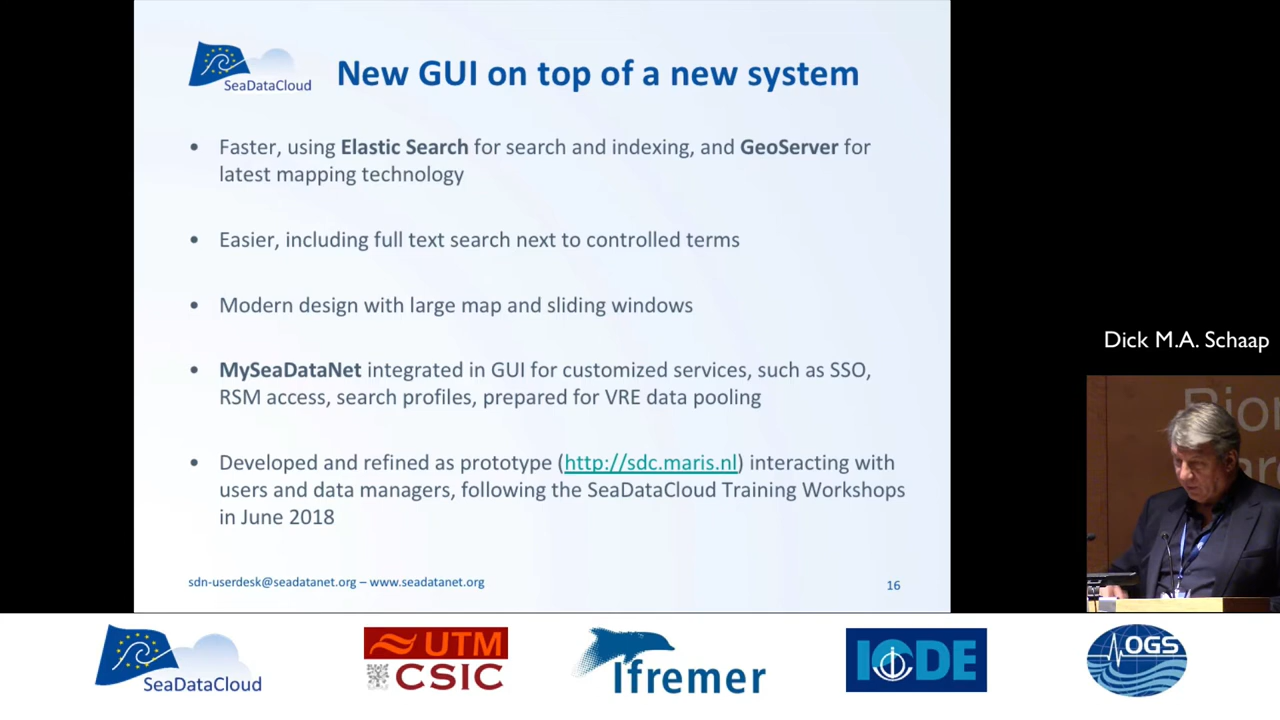 SeaDataCloud
New GUI on top of a new system
• Faster, using Elastic Search for search and indexing, and GeoServer for
latest mapping technology
• Easier, including full text search next to controlled terms
• Modern design with large map and sliding windows
• MySeaDataNet integrated in GUI for customized services, such as SSO,
RSM access, search profiles, prepared for VRE data pooling
• Developed and refined as prototype (http://sdc.maris.nl) interacting with
users and data managers, following the SeaDataCloud Training Workshops
in June 2018
sdn-userdesk@seadatanet.org – www.seadatanet.org
16
Dick M.A. Schaap
SeaDataCloud
UTM
CSIC
Ifremer
IODE
OGS